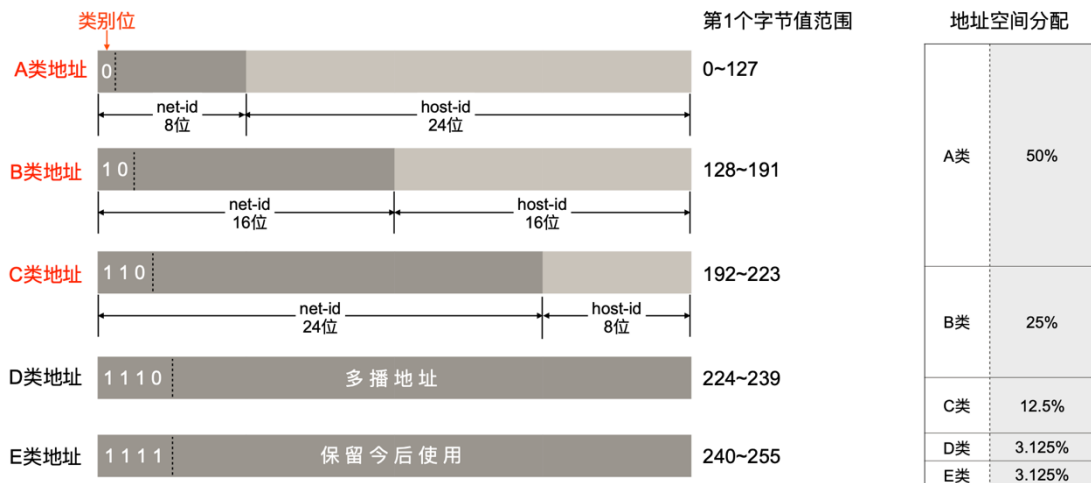 类别位
第1个字节值范围
地址空间分配
A类地址
0
0~127
net-id
8位
host-id
24位
B类地址
1 0
128~191
net-id
16位
host-id
16位
C类地址
1 1 0
192~223
net-id
24位
host-id
8位
D类地址
1 1 1 0
多播地址
224~239
E类地址
1 1 1 1
保留今后使用
240~255
A类
50%
B类
25%
C类
12.5%
D类
3.125%
E类
3.125%